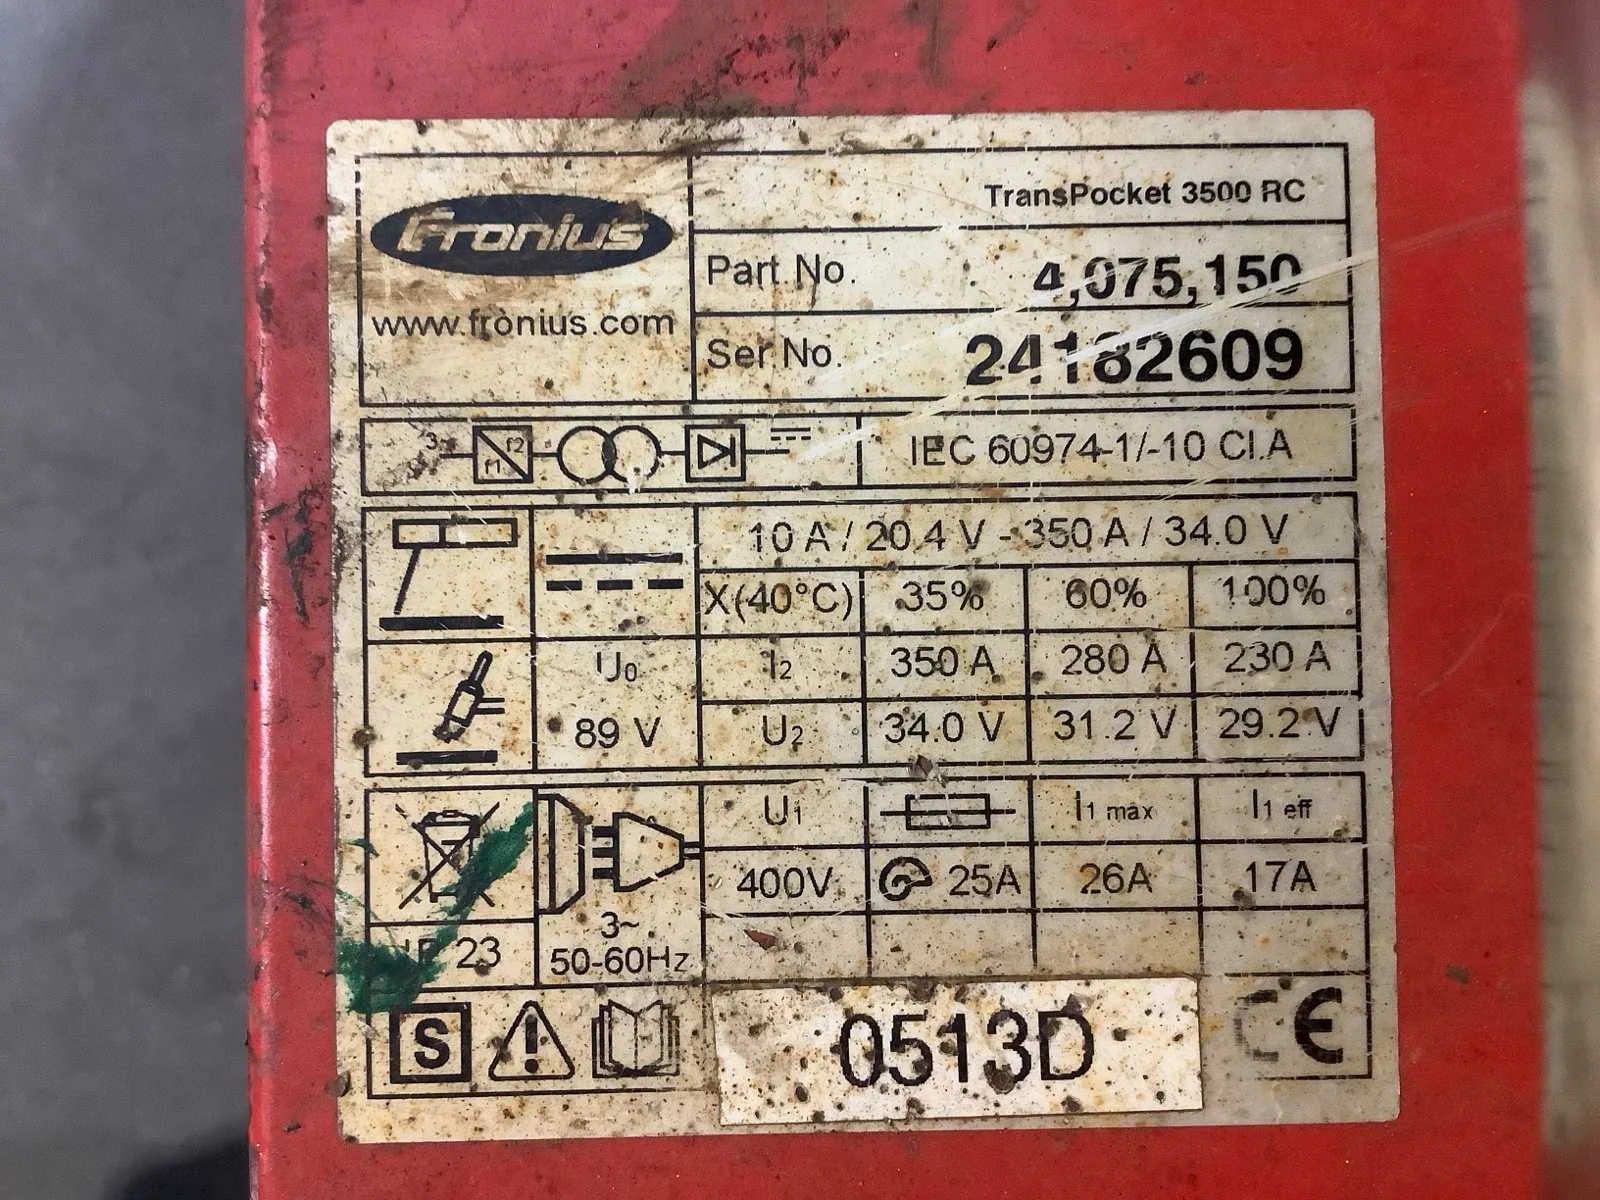 Fronius
www.fronius.com
TransPocket 3500 RC
Part No. 4,075,150
Ser No. 24182609
3~ f1 f2
IEC 60974-1/-10 Cl.A
10 A / 20.4 V - 350 A / 34.0 V
X(40°C) 35% 60% 100%
U0 I2 350 A 280 A 230 A
89 V U2 34.0 V 31.2 V 29.2 V
U1 I1 max I1 eff
400V 25A 26A 17A
IP 23
3~
50-60Hz
S
0513D
CE